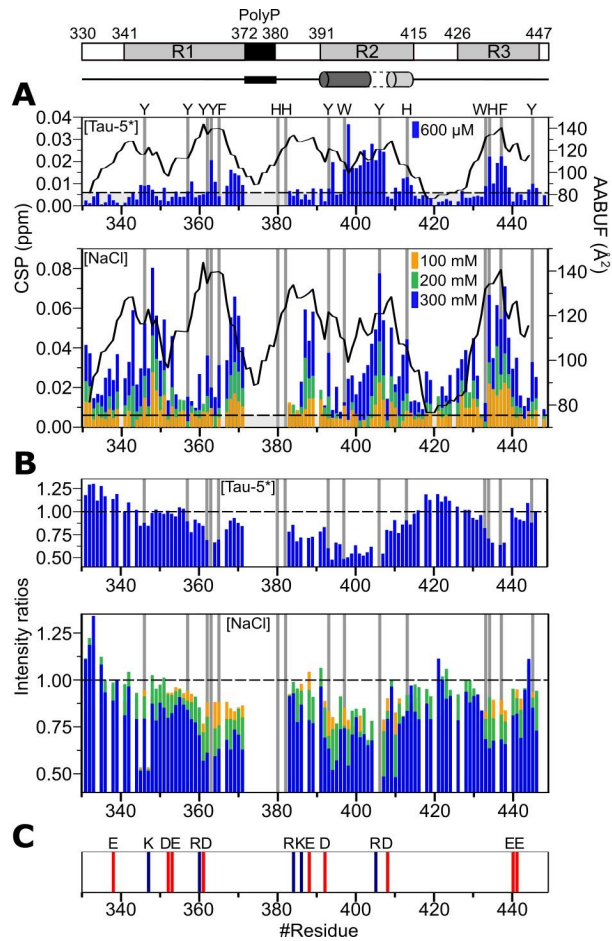 PolyP
330 341 372 380 391 415 426 447
R1 R2 R3
A
Y Y YYF HH Y W Y H WHF Y
[Tau-5*]
600 µM
0.04 0.03 0.02 0.01 0.00
140 120 100 80
340 360 380 400 420 440
CSP (ppm)
AABUF (Å²)
[NaCl]
100 mM
200 mM
300 mM
0.08 0.06 0.04 0.02 0.00
140 120 100 80
340 360 380 400 420 440
B
[Tau-5*]
1.25 1.00 0.75 0.50
340 360 380 400 420 440
Intensity ratios
[NaCl]
1.25 1.00 0.75 0.50
340 360 380 400 420 440
C
E K DE RD RKE D RD EE
340 360 380 400 420 440
#Residue